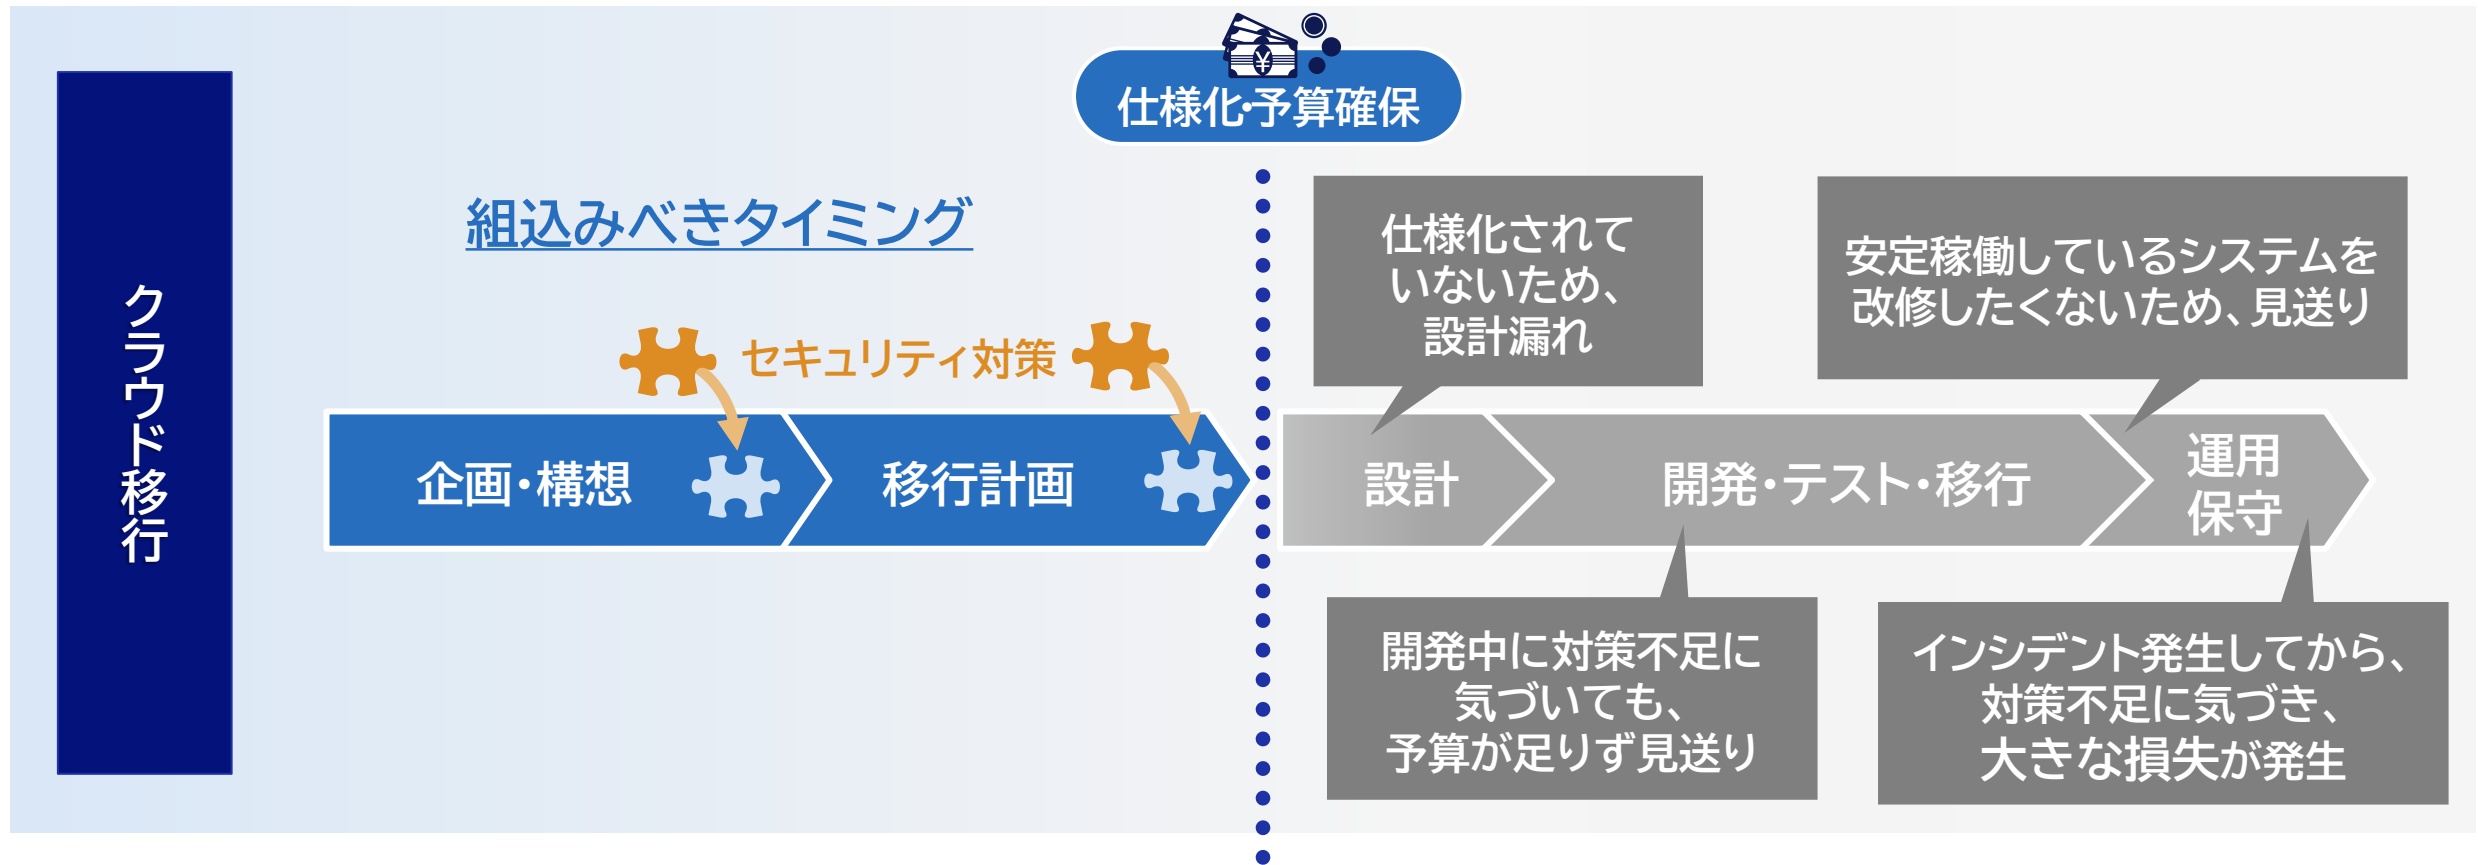 クラウド移行
仕様化・予算確保
組込みべきタイミング
セキュリティ対策
企画・構想
移行計画
仕様化されて
いないため、
設計漏れ
安定稼働しているシステムを
改修したくないため、見送り
設計
開発・テスト・移行
運用
保守
開発中に対策不足に
気づいても、
予算が足りず見送り
インシデント発生してから、
対策不足に気づき、
大きな損失が発生